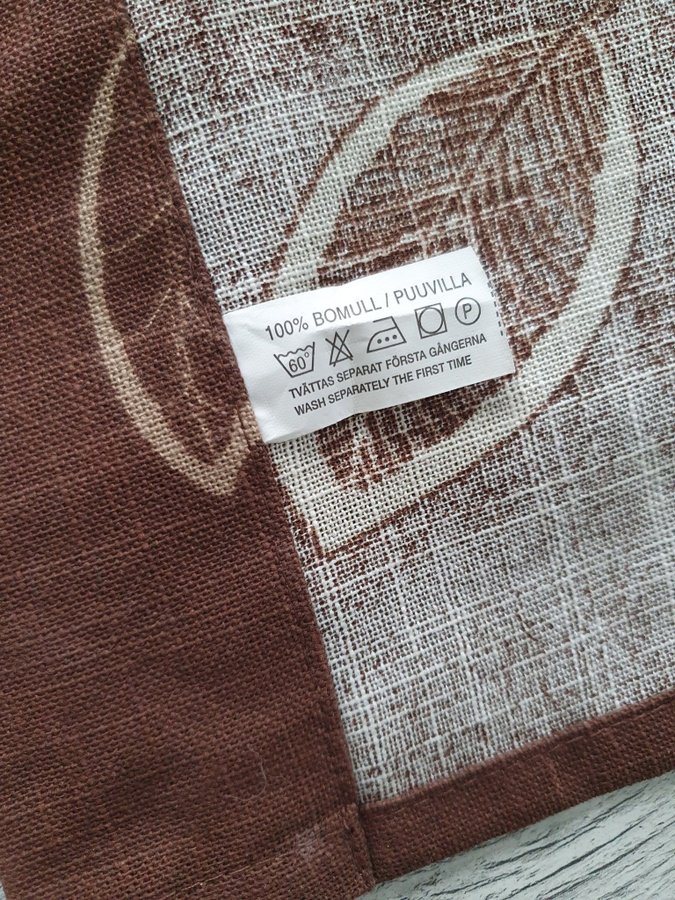 100% BOMULL / PUUVILLA
60° P
TVÄTTAS SEPARAT FÖRSTA GÅNGERNA
WASH SEPARATELY THE FIRST TIME